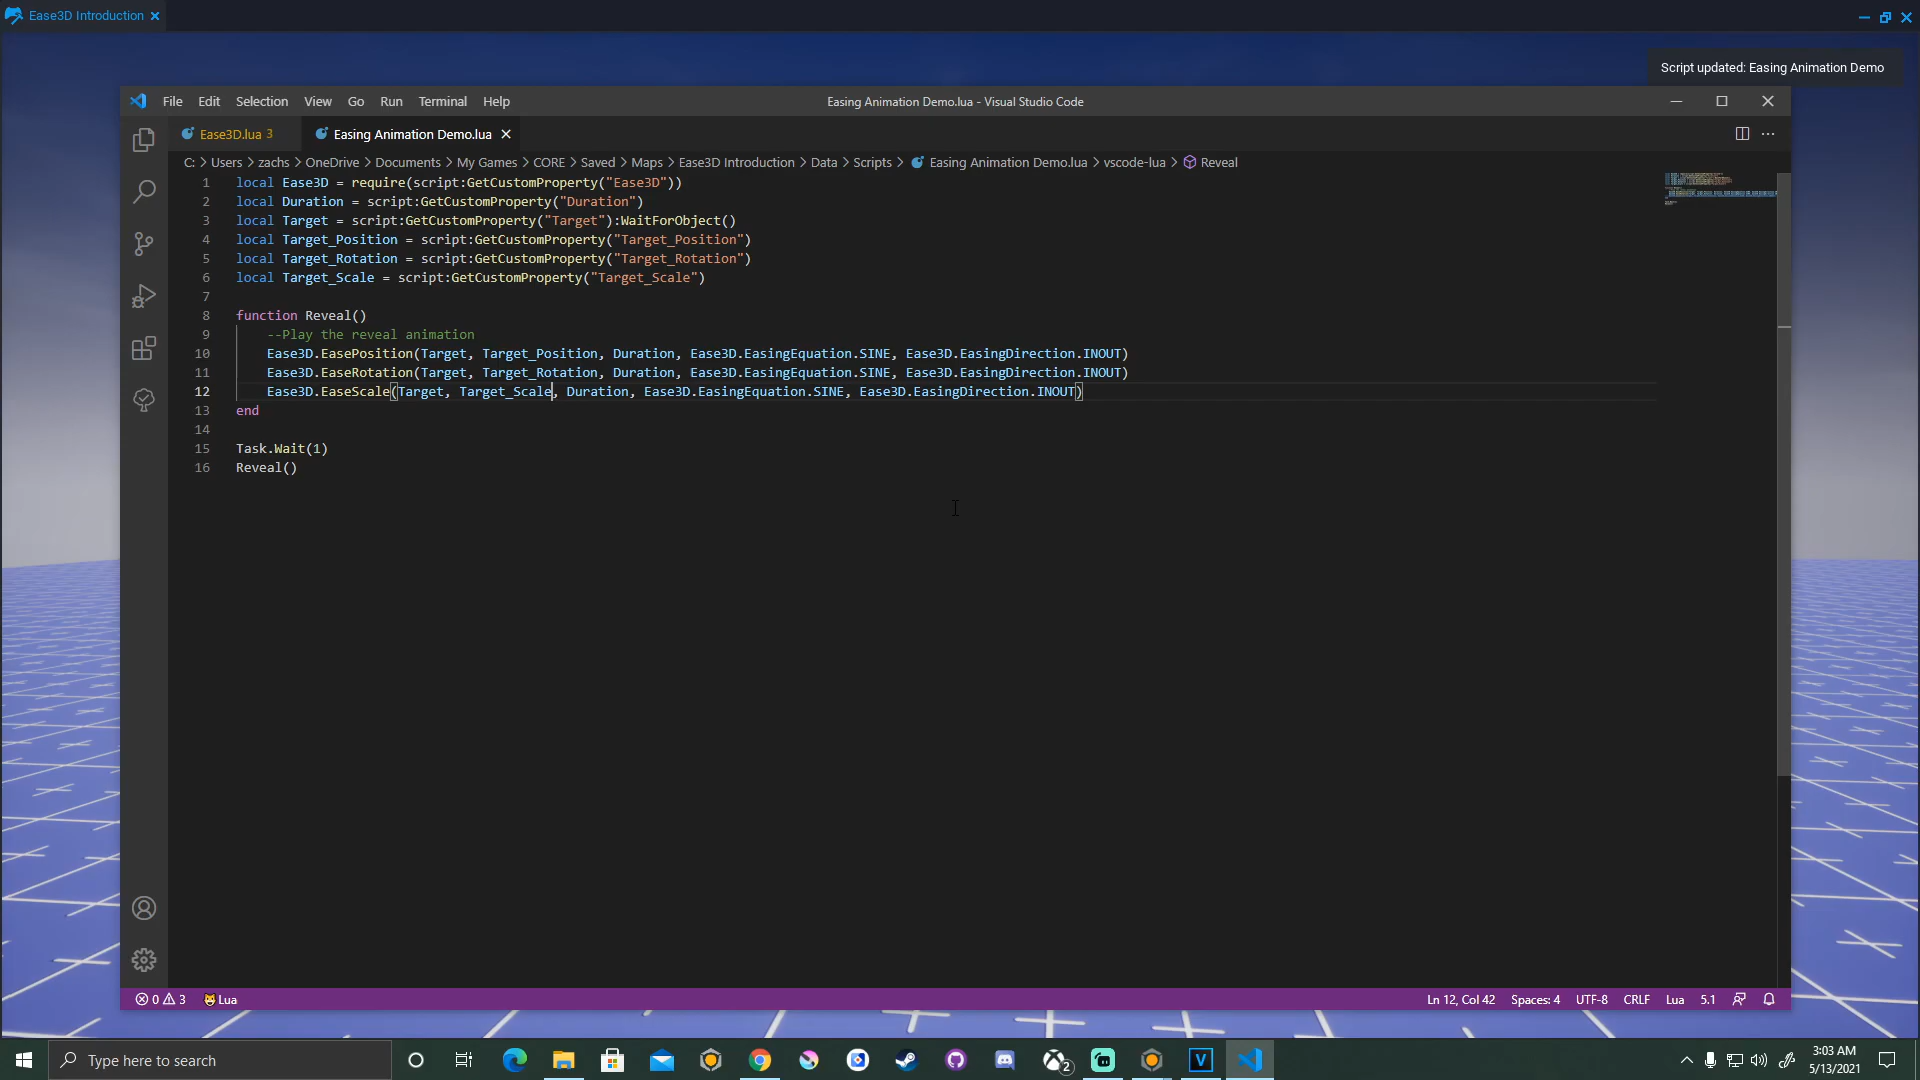 Ease3D Introduction
Script updated: Easing Animation Demo
File Edit Selection View Go Run Terminal Help
Easing Animation Demo.lua - Visual Studio Code
Ease3D.lua 3
Easing Animation Demo.lua
C: > Users > zachs > OneDrive > Documents > My Games > CORE > Saved > Maps > Ease3D Introduction > Data > Scripts > Easing Animation Demo.lua > vscode-lua > Reveal
1 local Ease3D = require(script:GetCustomProperty("Ease3D"))
2 local Duration = script:GetCustomProperty("Duration")
3 local Target = script:GetCustomProperty("Target"):WaitForObject()
4 local Target_Position = script:GetCustomProperty("Target_Position")
5 local Target_Rotation = script:GetCustomProperty("Target_Rotation")
6 local Target_Scale = script:GetCustomProperty("Target_Scale")
7
8 function Reveal()
9 --Play the reveal animation
10 Ease3D.EasePosition(Target, Target_Position, Duration, Ease3D.EasingEquation.SINE, Ease3D.EasingDirection.INOUT)
11 Ease3D.EaseRotation(Target, Target_Rotation, Duration, Ease3D.EasingEquation.SINE, Ease3D.EasingDirection.INOUT)
12 Ease3D.EaseScale(Target, Target_Scale, Duration, Ease3D.EasingEquation.SINE, Ease3D.EasingDirection.INOUT)
13 end
14
15 Task.Wait(1)
16 Reveal()
0 3 Lua
Ln 12, Col 42 Spaces: 4 UTF-8 CRLF Lua 5.1
Type here to search
2
V
3:03 AM
5/13/2021